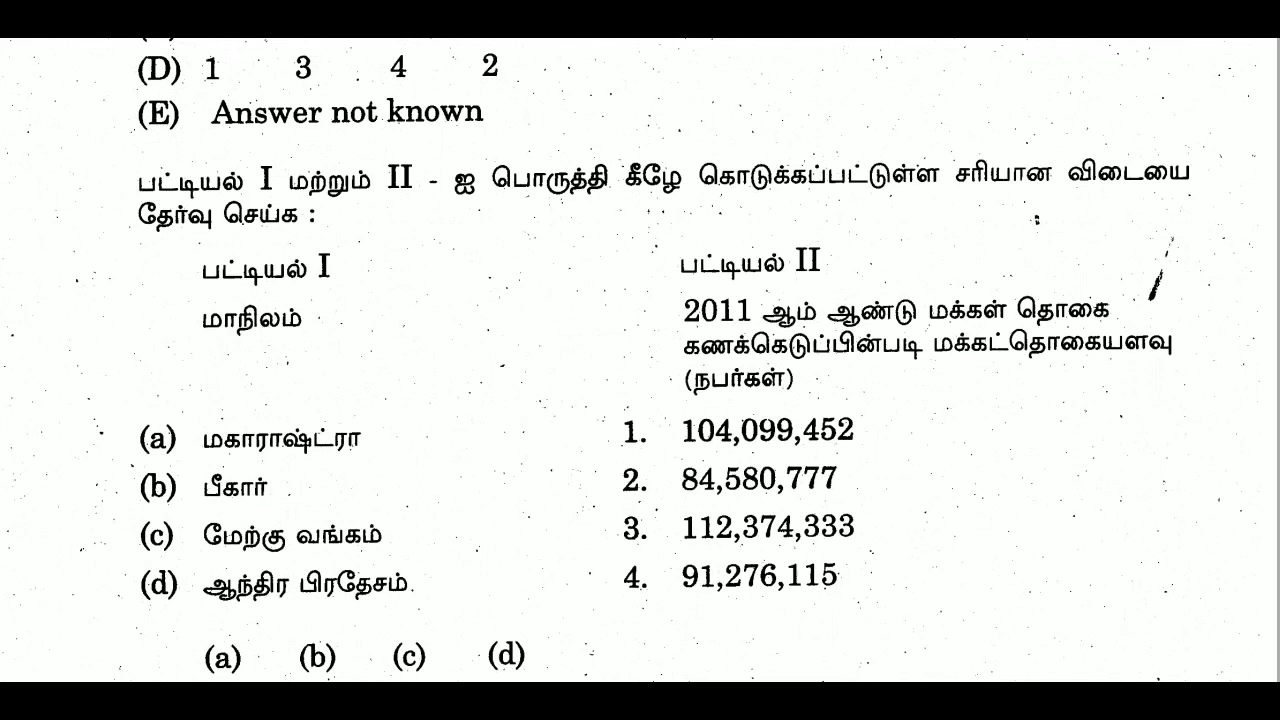 (D) 1 3 4 2
(E) Answer not known
பட்டியல் I மற்றும் II - ஐ பொருத்தி கீழே கொடுக்கப்பட்டுள்ள சரியான விடையை
தேர்வு செய்க :
பட்டியல் I பட்டியல் II
மாநிலம் 2011 ஆம் ஆண்டு மக்கள் தொகை
கணக்கெடுப்பின்படி மக்கட்தொகையளவு
(நபர்கள்)
(a) மகாராஷ்ட்ரா 1. 104,099,452
(b) பீகார் 2. 84,580,777
(c) மேற்கு வங்கம் 3. 112,374,333
(d) ஆந்திர பிரதேசம். 4. 91,276,115
(a) (b) (c) (d)